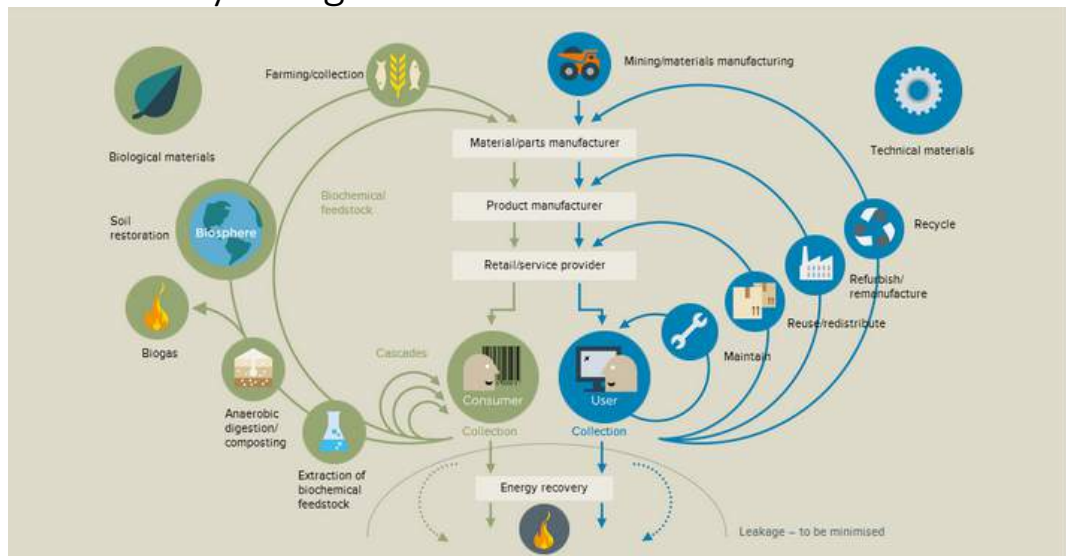 Farming/collection
Mining/materials manufacturing
Biological materials
Material/parts manufacturer
Technical materials
Biochemical
feedstock
Product manufacturer
Soil
restoration
Biosphere
Recycle
Retail/service provider
Refurbish/
remanufacture
Reuse/redistribute
Biogas
Cascades
Maintain
Consumer
User
Anaerobic
digestion/
composting
Collection
Collection
Extraction of
biochemical
feedstock
Energy recovery
Leakage – to be minimised